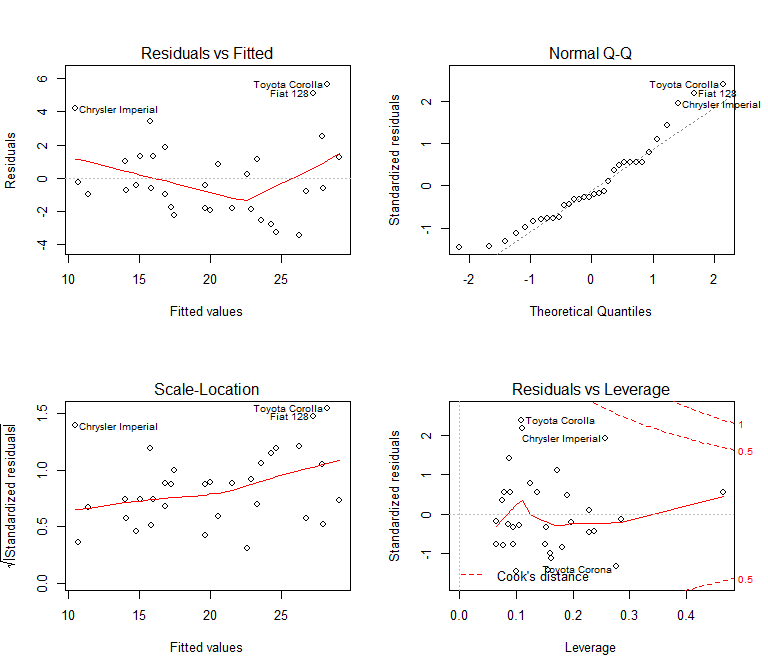 Residuals vs Fitted
Residuals
6
4
2
0
-2
-4
Toyota Corolla
Fiat 128
Chrysler Imperial
10 15 20 25
Fitted values
Normal Q-Q
Standardized residuals
2
1
0
-1
Toyota Corolla
Fiat 128
Chrysler Imperial
-2 -1 0 1 2
Theoretical Quantiles
Scale-Location
√|Standardized residuals|
1.5
1.0
0.5
0.0
Toyota Corolla
Fiat 128
Chrysler Imperial
10 15 20 25
Fitted values
Residuals vs Leverage
Standardized residuals
2
1
0
-1
Toyota Corolla
Chrysler Imperial
Toyota Corona
Cook's distance
1
0.5
0.5
0.0 0.1 0.2 0.3 0.4
Leverage